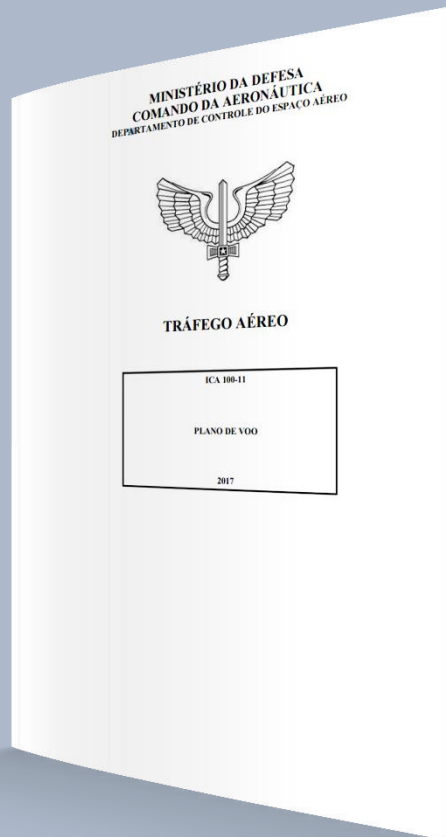 MINISTÉRIO DA DEFESA
COMANDO DA AERONÁUTICA
DEPARTAMENTO DE CONTROLE DO ESPAÇO AÉREO
TRÁFEGO AÉREO
ICA 100-11
PLANO DE VOO
2017